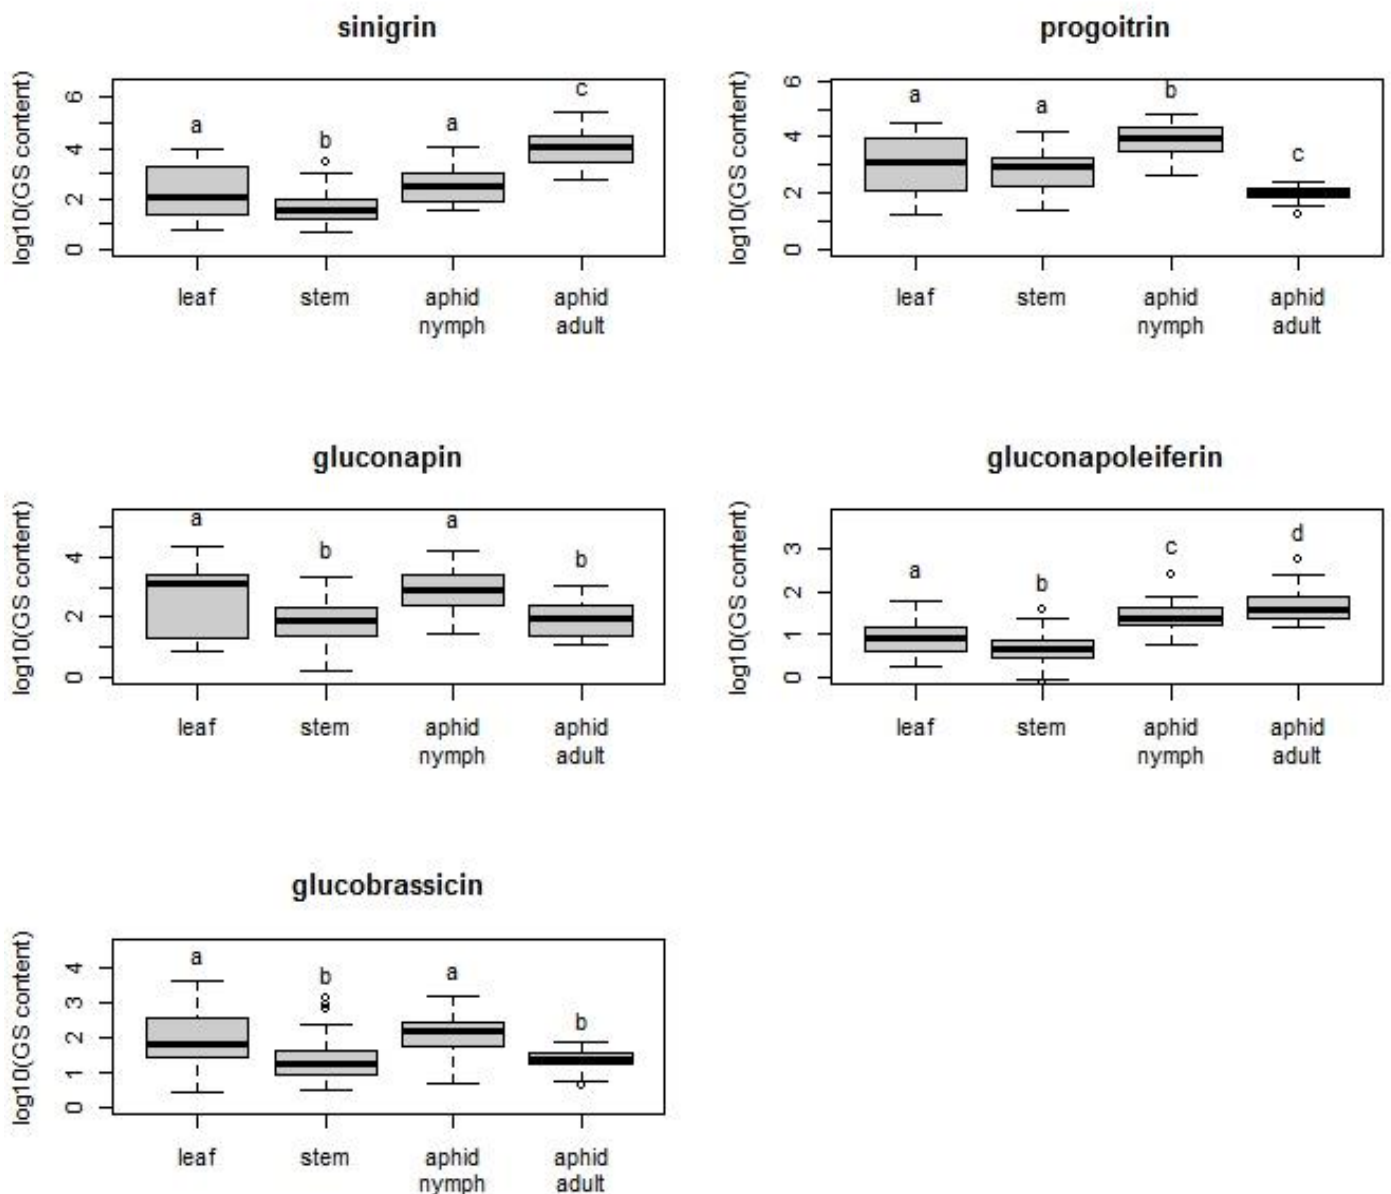 sinigrin
log10(GS content)
0 2 4 6
a b a c
leaf stem aphid nymph aphid adult
progoitrin
log10(GS content)
0 2 4 6
a a b c
leaf stem aphid nymph aphid adult
gluconapin
log10(GS content)
0 2 4
a b a b
leaf stem aphid nymph aphid adult
gluconapoleiferin
log10(GS content)
0 1 2 3
a b c d
leaf stem aphid nymph aphid adult
glucobrassicin
log10(GS content)
0 1 2 3 4
a b a b
leaf stem aphid nymph aphid adult